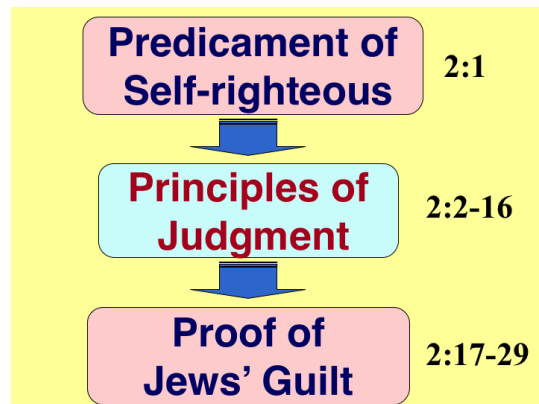 Predicament of
Self-righteous
2:1
Principles of
Judgment
2:2-16
Proof of
Jews’ Guilt
2:17-29